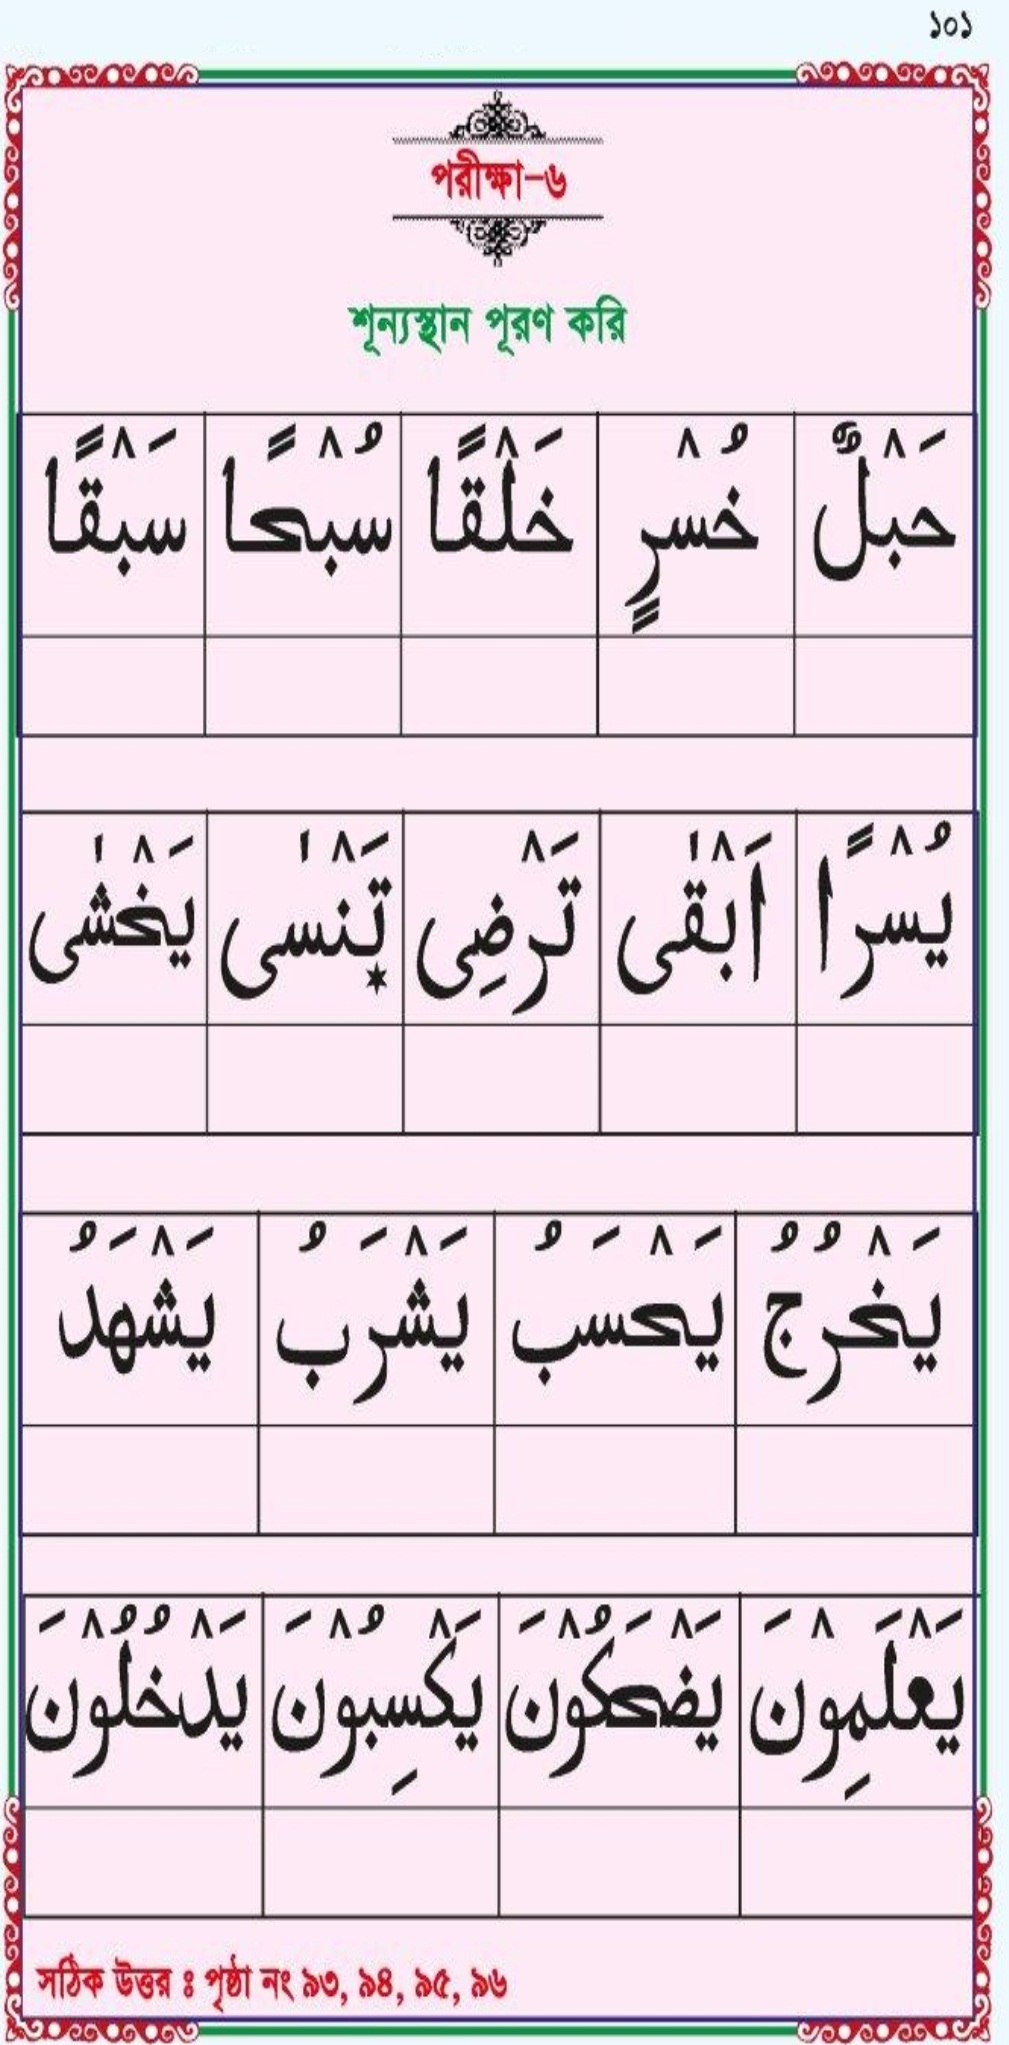 ১০১
পরীক্ষা-৬
শূন্যস্থান পূরণ করি
حَبْلٌ خُسْرٍ خَلْقًا سُبْحًا سَبْقًا
يُسْرًا اَبْقٰى تَرْضِى تَنْسٰى يَخْشٰى
يَخْرُجُ يَحْسَبُ يَشْرَبُ يَشْهَدُ
يَعْلَمِوْنَ يَضْحَكُوْنَ يَكْسِبُوْنَ يَدْخُلُوْنَ
সঠিক উত্তর ঃ পৃষ্ঠা নং ৯৩, ৯৪, ৯৫, ৯৬